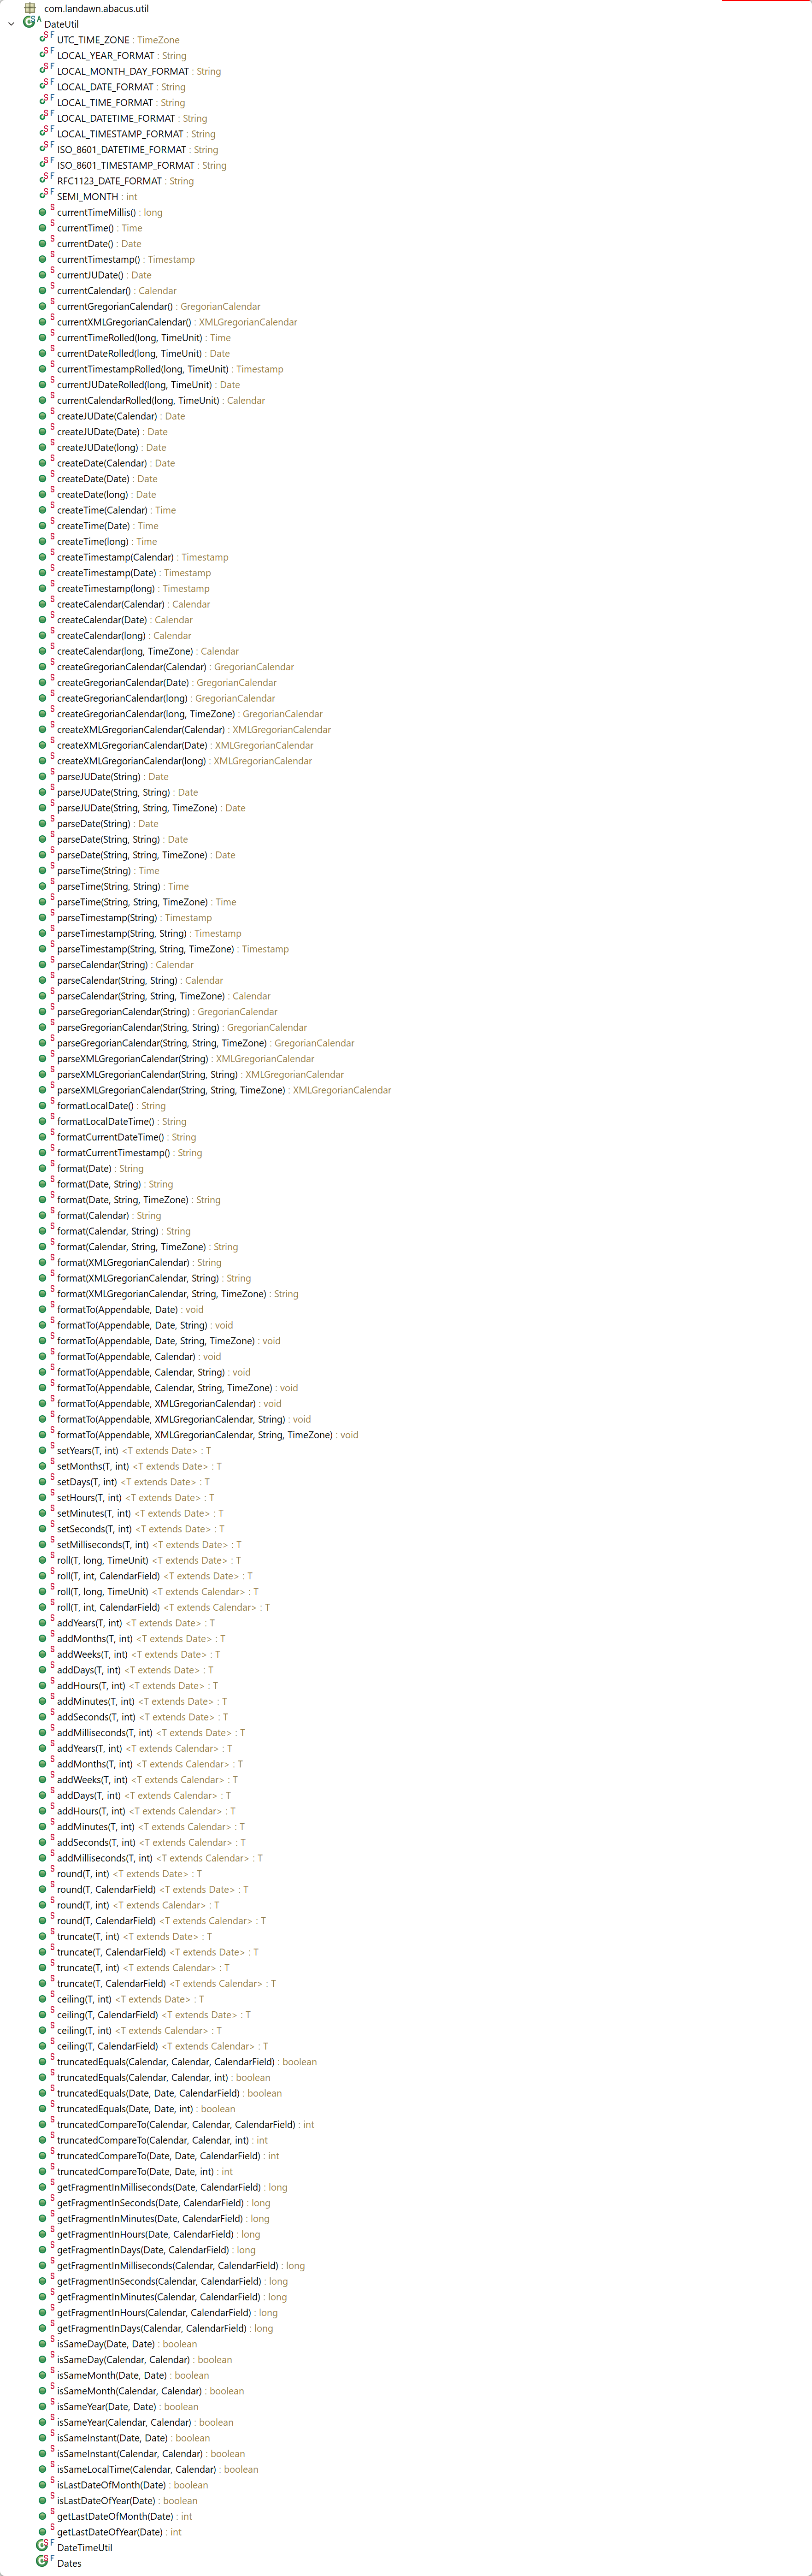 com.landawn.abacus.util
DateUtil
UTC_TIME_ZONE : TimeZone
LOCAL_YEAR_FORMAT : String
LOCAL_MONTH_DAY_FORMAT : String
LOCAL_DATE_FORMAT : String
LOCAL_TIME_FORMAT : String
LOCAL_DATETIME_FORMAT : String
LOCAL_TIMESTAMP_FORMAT : String
ISO_8601_DATETIME_FORMAT : String
ISO_8601_TIMESTAMP_FORMAT : String
RFC1123_DATE_FORMAT : String
SEMI_MONTH : int
currentTimeMillis() : long
currentTime() : Time
currentDate() : Date
currentTimestamp() : Timestamp
currentJUDate() : Date
currentCalendar() : Calendar
currentGregorianCalendar() : GregorianCalendar
currentXMLGregorianCalendar() : XMLGregorianCalendar
currentTimeRolled(long, TimeUnit) : Time
currentDateRolled(long, TimeUnit) : Date
currentTimestampRolled(long, TimeUnit) : Timestamp
currentJUDateRolled(long, TimeUnit) : Date
currentCalendarRolled(long, TimeUnit) : Calendar
createJUDate(Calendar) : Date
createJUDate(Date) : Date
createJUDate(long) : Date
createDate(Calendar) : Date
createDate(Date) : Date
createDate(long) : Date
createTime(Calendar) : Time
createTime(Date) : Time
createTime(long) : Time
createTimestamp(Calendar) : Timestamp
createTimestamp(Date) : Timestamp
createTimestamp(long) : Timestamp
createCalendar(Calendar) : Calendar
createCalendar(Date) : Calendar
createCalendar(long) : Calendar
createCalendar(long, TimeZone) : Calendar
createGregorianCalendar(Calendar) : GregorianCalendar
createGregorianCalendar(Date) : GregorianCalendar
createGregorianCalendar(long) : GregorianCalendar
createGregorianCalendar(long, TimeZone) : GregorianCalendar
createXMLGregorianCalendar(Calendar) : XMLGregorianCalendar
createXMLGregorianCalendar(Date) : XMLGregorianCalendar
createXMLGregorianCalendar(long) : XMLGregorianCalendar
parseJUDate(String) : Date
parseJUDate(String, String) : Date
parseJUDate(String, String, TimeZone) : Date
parseDate(String) : Date
parseDate(String, String) : Date
parseDate(String, String, TimeZone) : Date
parseTime(String) : Time
parseTime(String, String) : Time
parseTime(String, String, TimeZone) : Time
parseTimestamp(String) : Timestamp
parseTimestamp(String, String) : Timestamp
parseTimestamp(String, String, TimeZone) : Timestamp
parseCalendar(String) : Calendar
parseCalendar(String, String) : Calendar
parseCalendar(String, String, TimeZone) : Calendar
parseGregorianCalendar(String) : GregorianCalendar
parseGregorianCalendar(String, String) : GregorianCalendar
parseGregorianCalendar(String, String, TimeZone) : GregorianCalendar
parseXMLGregorianCalendar(String) : XMLGregorianCalendar
parseXMLGregorianCalendar(String, String) : XMLGregorianCalendar
parseXMLGregorianCalendar(String, String, TimeZone) : XMLGregorianCalendar
formatLocalDate() : String
formatLocalDateTime() : String
formatCurrentDateTime() : String
formatCurrentTimestamp() : String
format(Date) : String
format(Date, String) : String
format(Date, String, TimeZone) : String
format(Calendar) : String
format(Calendar, String) : String
format(Calendar, String, TimeZone) : String
format(XMLGregorianCalendar) : String
format(XMLGregorianCalendar, String) : String
format(XMLGregorianCalendar, String, TimeZone) : String
formatTo(Appendable, Date) : void
formatTo(Appendable, Date, String) : void
formatTo(Appendable, Date, String, TimeZone) : void
formatTo(Appendable, Calendar) : void
formatTo(Appendable, Calendar, String) : void
formatTo(Appendable, Calendar, String, TimeZone) : void
formatTo(Appendable, XMLGregorianCalendar) : void
formatTo(Appendable, XMLGregorianCalendar, String) : void
formatTo(Appendable, XMLGregorianCalendar, String, TimeZone) : void
setYears(T, int) <T extends Date> : T
setMonths(T, int) <T extends Date> : T
setDays(T, int) <T extends Date> : T
setHours(T, int) <T extends Date> : T
setMinutes(T, int) <T extends Date> : T
setSeconds(T, int) <T extends Date> : T
setMilliseconds(T, int) <T extends Date> : T
roll(T, long, TimeUnit) <T extends Date> : T
roll(T, int, CalendarField) <T extends Date> : T
roll(T, long, TimeUnit) <T extends Calendar> : T
roll(T, int, CalendarField) <T extends Calendar> : T
addYears(T, int) <T extends Date> : T
addMonths(T, int) <T extends Date> : T
addWeeks(T, int) <T extends Date> : T
addDays(T, int) <T extends Date> : T
addHours(T, int) <T extends Date> : T
addMinutes(T, int) <T extends Date> : T
addSeconds(T, int) <T extends Date> : T
addMilliseconds(T, int) <T extends Date> : T
addYears(T, int) <T extends Calendar> : T
addMonths(T, int) <T extends Calendar> : T
addWeeks(T, int) <T extends Calendar> : T
addDays(T, int) <T extends Calendar> : T
addHours(T, int) <T extends Calendar> : T
addMinutes(T, int) <T extends Calendar> : T
addSeconds(T, int) <T extends Calendar> : T
addMilliseconds(T, int) <T extends Calendar> : T
round(T, int) <T extends Date> : T
round(T, CalendarField) <T extends Date> : T
round(T, int) <T extends Calendar> : T
round(T, CalendarField) <T extends Calendar> : T
truncate(T, int) <T extends Date> : T
truncate(T, CalendarField) <T extends Date> : T
truncate(T, int) <T extends Calendar> : T
truncate(T, CalendarField) <T extends Calendar> : T
ceiling(T, int) <T extends Date> : T
ceiling(T, CalendarField) <T extends Date> : T
ceiling(T, int) <T extends Calendar> : T
ceiling(T, CalendarField) <T extends Calendar> : T
truncatedEquals(Calendar, Calendar, CalendarField) : boolean
truncatedEquals(Calendar, Calendar, int) : boolean
truncatedEquals(Date, Date, CalendarField) : boolean
truncatedEquals(Date, Date, int) : boolean
truncatedCompareTo(Calendar, Calendar, CalendarField) : int
truncatedCompareTo(Calendar, Calendar, int) : int
truncatedCompareTo(Date, Date, CalendarField) : int
truncatedCompareTo(Date, Date, int) : int
getFragmentInMilliseconds(Date, CalendarField) : long
getFragmentInSeconds(Date, CalendarField) : long
getFragmentInMinutes(Date, CalendarField) : long
getFragmentInHours(Date, CalendarField) : long
getFragmentInDays(Date, CalendarField) : long
getFragmentInMilliseconds(Calendar, CalendarField) : long
getFragmentInSeconds(Calendar, CalendarField) : long
getFragmentInMinutes(Calendar, CalendarField) : long
getFragmentInHours(Calendar, CalendarField) : long
getFragmentInDays(Calendar, CalendarField) : long
isSameDay(Date, Date) : boolean
isSameDay(Calendar, Calendar) : boolean
isSameMonth(Date, Date) : boolean
isSameMonth(Calendar, Calendar) : boolean
isSameYear(Date, Date) : boolean
isSameYear(Calendar, Calendar) : boolean
isSameInstant(Date, Date) : boolean
isSameInstant(Calendar, Calendar) : boolean
isSameLocalTime(Calendar, Calendar) : boolean
isLastDateOfMonth(Date) : boolean
isLastDateOfYear(Date) : boolean
getLastDateOfMonth(Date) : int
getLastDateOfYear(Date) : int
DateTimeUtil
Dates